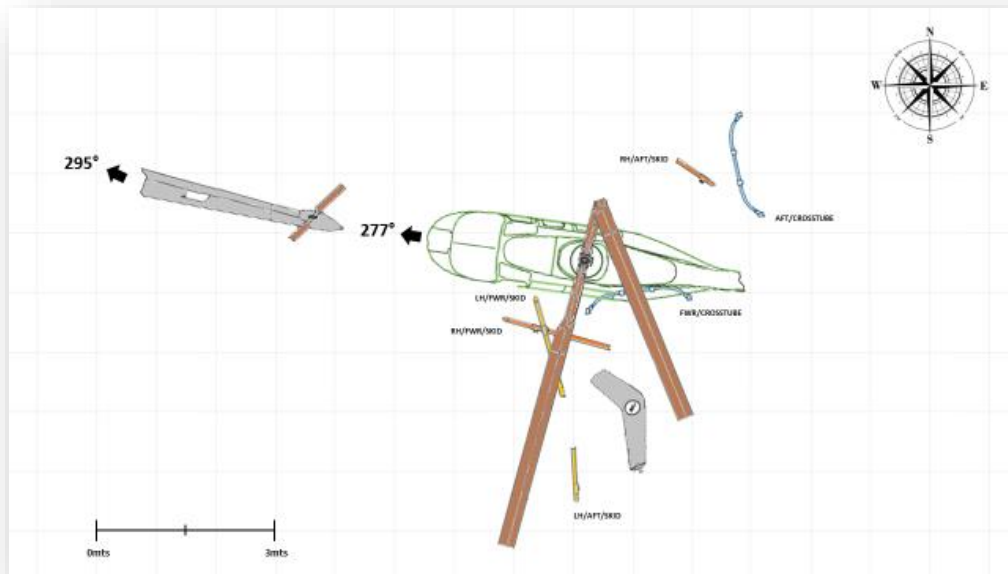 N
W
E
S
RH/AFT/SKID
295°
AFT/CROSSTUBE
277°
LH/FWR/SKID
FWR/CROSSTUBE
RH/FWR/SKID
LH/AFT/SKID
0mts
3mts